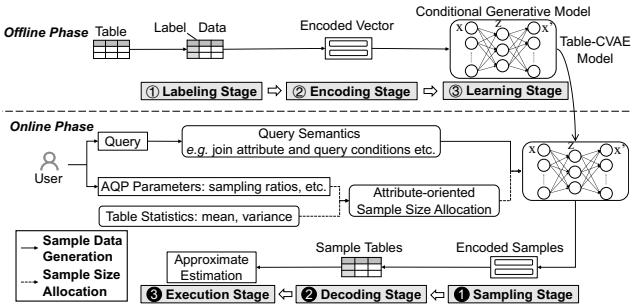 Conditional Generative Model
Offline Phase
Table
Label
Data
Encoded Vector
X Z X'
Table-CVAE
Model
① Labeling Stage
② Encoding Stage
③ Learning Stage
Online Phase
Query
Query Semantics
e.g. join attribute and query conditions etc.
User
AQP Parameters: sampling ratios, etc.
Attribute-oriented
Sample Size Allocation
Table Statistics: mean, variance
X Z X'
Sample Data
Generation
Sample Size
Allocation
Approximate
Estimation
Sample Tables
Encoded Samples
❸ Execution Stage
❷ Decoding Stage
❶ Sampling Stage